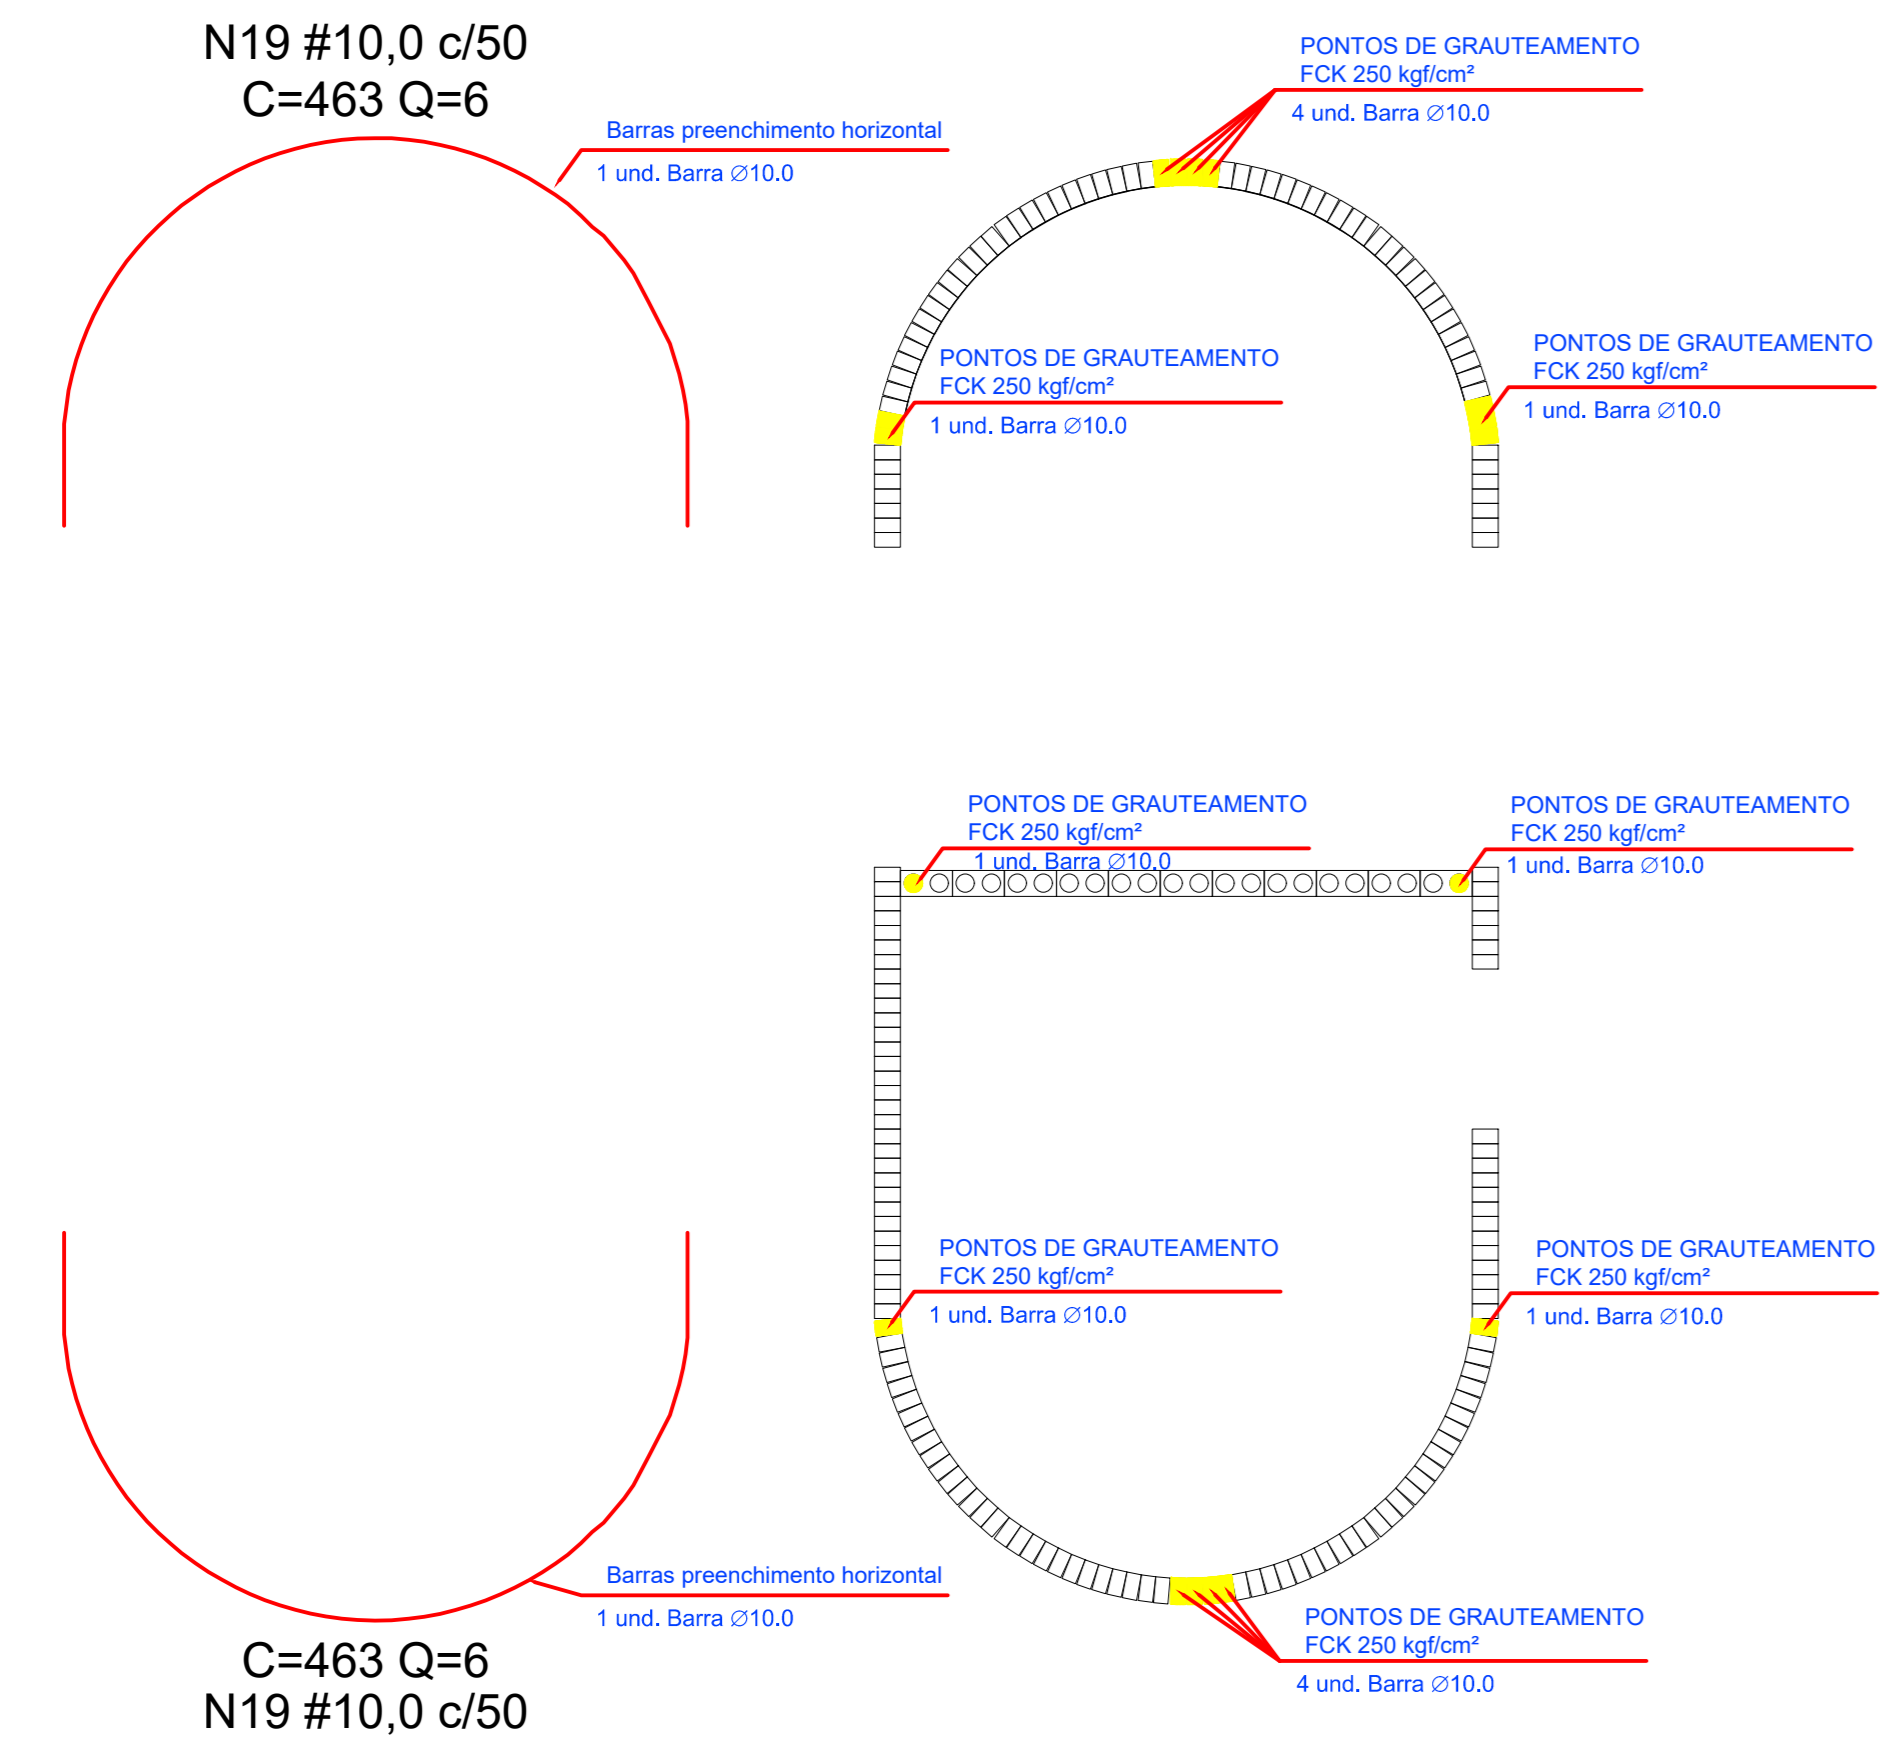 N19 #10,0 c/50
C=463 Q=6
Barras preenchimento horizontal
1 und. Barra ∅10.0
PONTOS DE GRAUTEAMENTO
FCK 250 kgf/cm²
4 und. Barra ∅10.0
PONTOS DE GRAUTEAMENTO
FCK 250 kgf/cm²
1 und. Barra ∅10.0
PONTOS DE GRAUTEAMENTO
FCK 250 kgf/cm²
1 und. Barra ∅10.0
PONTOS DE GRAUTEAMENTO
FCK 250 kgf/cm²
1 und. Barra ∅10.0
PONTOS DE GRAUTEAMENTO
FCK 250 kgf/cm²
1 und. Barra ∅10.0
PONTOS DE GRAUTEAMENTO
FCK 250 kgf/cm²
1 und. Barra ∅10.0
PONTOS DE GRAUTEAMENTO
FCK 250 kgf/cm²
1 und. Barra ∅10.0
Barras preenchimento horizontal
1 und. Barra ∅10.0
PONTOS DE GRAUTEAMENTO
FCK 250 kgf/cm²
4 und. Barra ∅10.0
C=463 Q=6
N19 #10,0 c/50